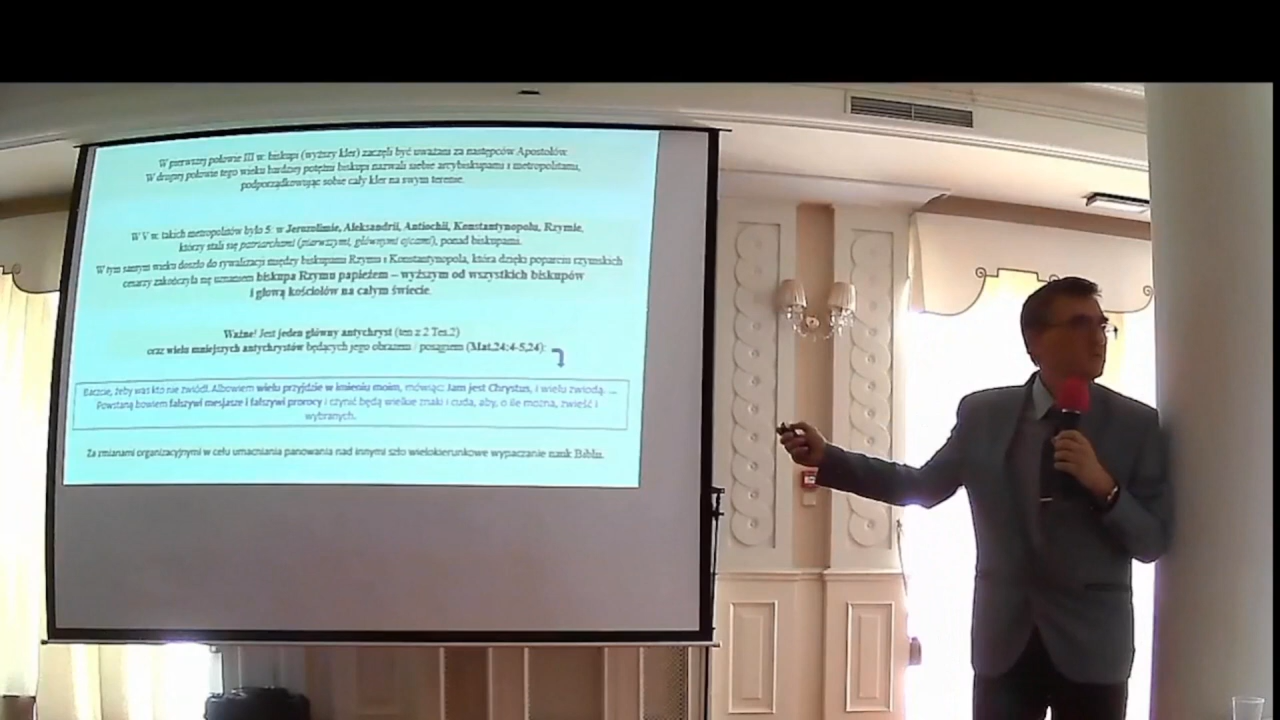 W pierwszej połowie III w. biskupi (wyższy kler) zaczęli być uważani za następców Apostołów.
W drugiej połowie tego wieku bardziej potężni biskupi nazwali siebie arcybiskupami i metropolitami,
podporządkowując sobie cały kler na swym terenie.
W V w. takich metropolitów było 5: w Jerozolimie, Aleksandrii, Antiochii, Konstantynopolu, Rzymie,
którzy stali się patriarchami (pierwszymi, głównymi ojcami), ponad biskupami.
W tym samym wieku doszło do rywalizacji między biskupami Rzymu i Konstantynopola, która dzięki poparciu rzymskich
cesarzy zakończyła się uznaniem biskupa Rzymu papieżem – wyższym od wszystkich biskupów
i głową kościołów na całym świecie.
Ważne! Jest jeden główny antychryst (ten z 2 Tes.2)
oraz wielu mniejszych antychrystów będących jego obrazem / posągiem (Mat.24:4-5,24):
Baczcie, żeby was kto nie zwiódł. Albowiem wielu przyjdzie w imieniu moim, mówiąc: Jam jest Chrystus, i wielu zwiodą. ...
Powstaną bowiem fałszywi mesjasze i fałszywi prorocy i czynić będą wielkie znaki i cuda, aby, o ile można, zwieść i
wybranych.
Za zmianami organizacyjnymi w celu umacniania panowania nad innymi szło wielokierunkowe wypaczanie nauk Biblii.